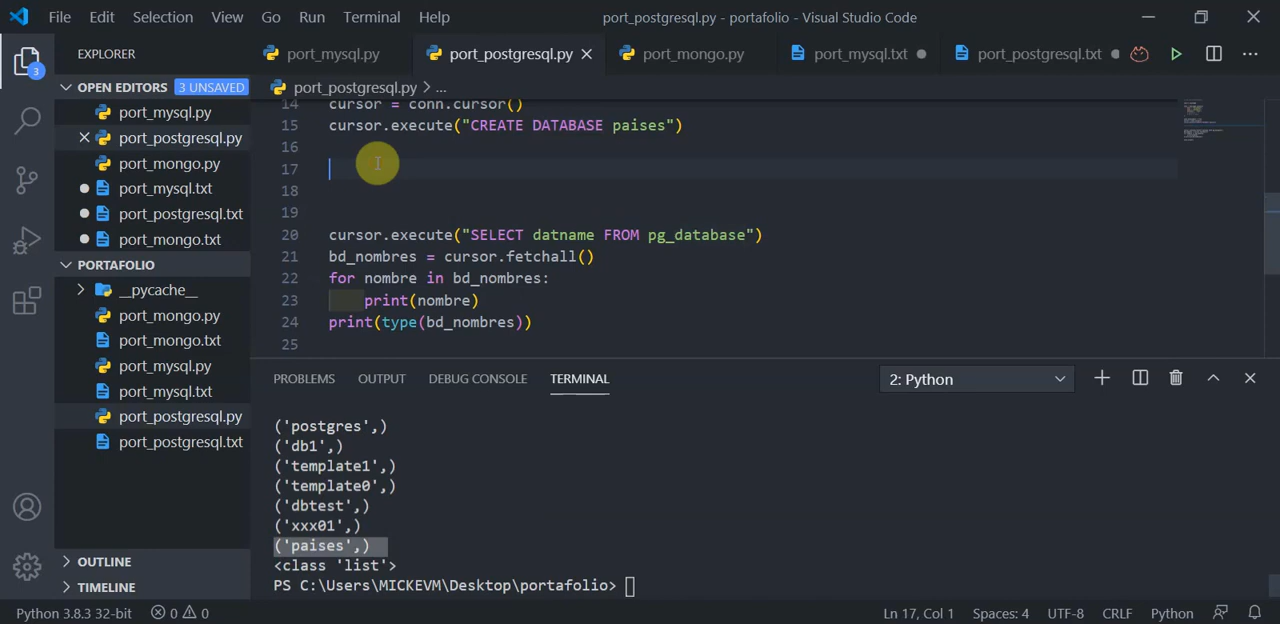 File Edit Selection View Go Run Terminal Help port_postgresql.py - portafolio - Visual Studio Code
EXPLORER port_mysql.py port_postgresql.py port_mongo.py port_mysql.txt port_postgresql.txt
3
OPEN EDITORS 3 UNSAVED
port_mysql.py
port_postgresql.py
port_mongo.py
port_mysql.txt
port_postgresql.txt
port_mongo.txt
PORTAFOLIO
__pycache__
port_mongo.py
port_mongo.txt
port_mysql.py
port_mysql.txt
port_postgresql.py
port_postgresql.txt
OUTLINE
TIMELINE
port_postgresql.py > ...
14 cursor = conn.cursor()
15 cursor.execute("CREATE DATABASE paises")
16
17
18
19
20 cursor.execute("SELECT datname FROM pg_database")
21 bd_nombres = cursor.fetchall()
22 for nombre in bd_nombres:
23 print(nombre)
24 print(type(bd_nombres))
25
PROBLEMS OUTPUT DEBUG CONSOLE TERMINAL 2: Python
('postgres',)
('db1',)
('template1',)
('template0',)
('dbtest',)
('xxx01',)
('paises',)
<class 'list'>
PS C:\Users\MICKEVM\Desktop\portafolio>
Python 3.8.3 32-bit 0 0 Ln 17, Col 1 Spaces: 4 UTF-8 CRLF Python